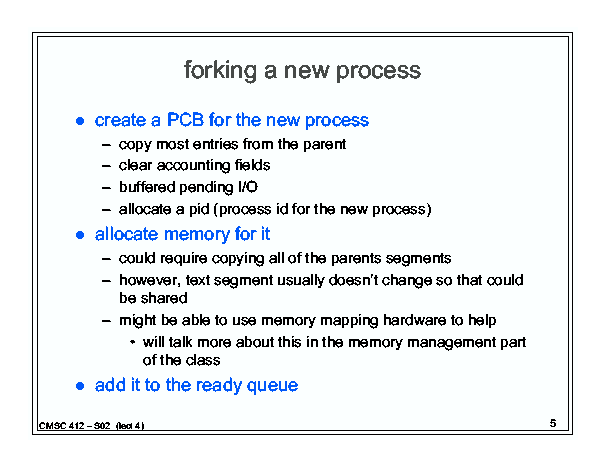 forking a new process
● create a PCB for the new process
– copy most entries from the parent
– clear accounting fields
– buffered pending I/O
– allocate a pid (process id for the new process)
● allocate memory for it
– could require copying all of the parents segments
– however, text segment usually doesn't change so that could
be shared
– might be able to use memory mapping hardware to help
• will talk more about this in the memory management part
of the class
● add it to the ready queue
CMSC 412 – S02 (lect 4)
5